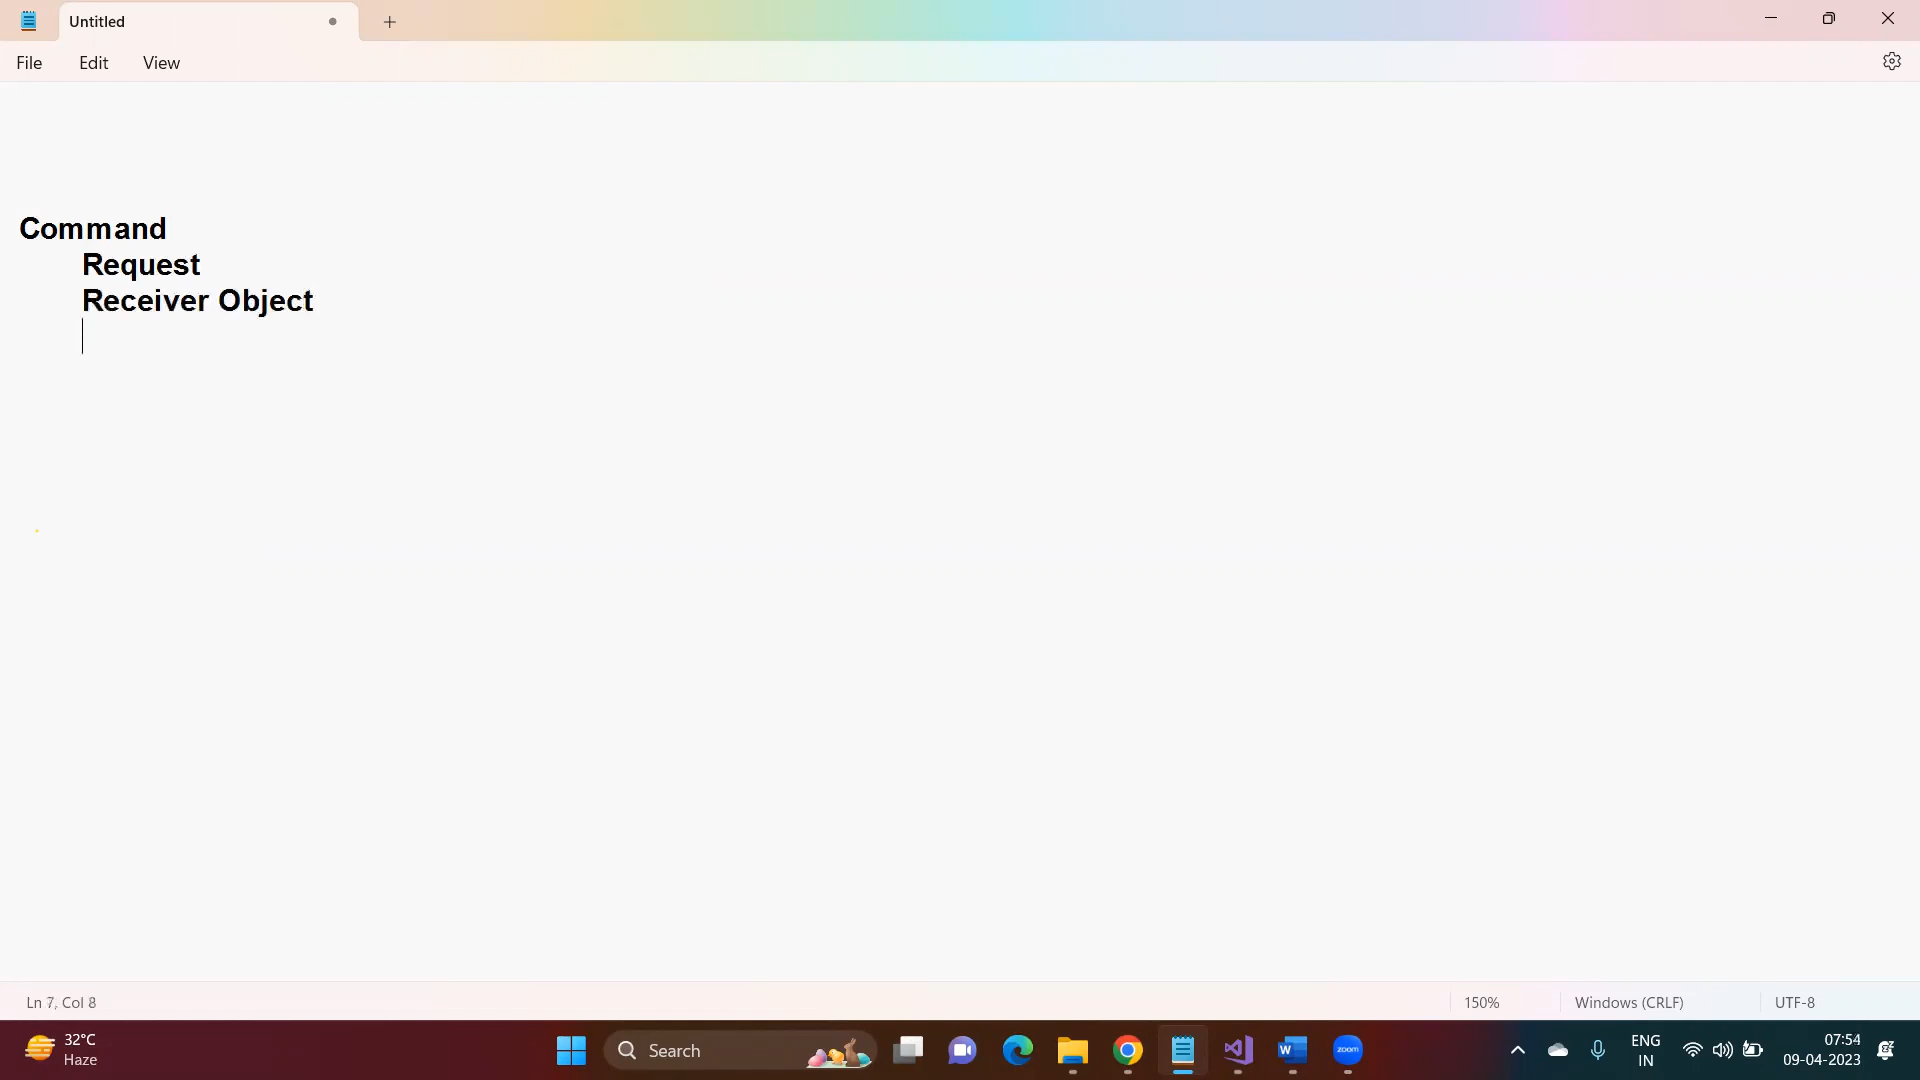 Untitled
File Edit View
Command
Request
Receiver Object
Ln 7, Col 8
150%
Windows (CRLF)
UTF-8
32°C
Haze
Search
zoom
ENG
IN
07:54
09-04-2023